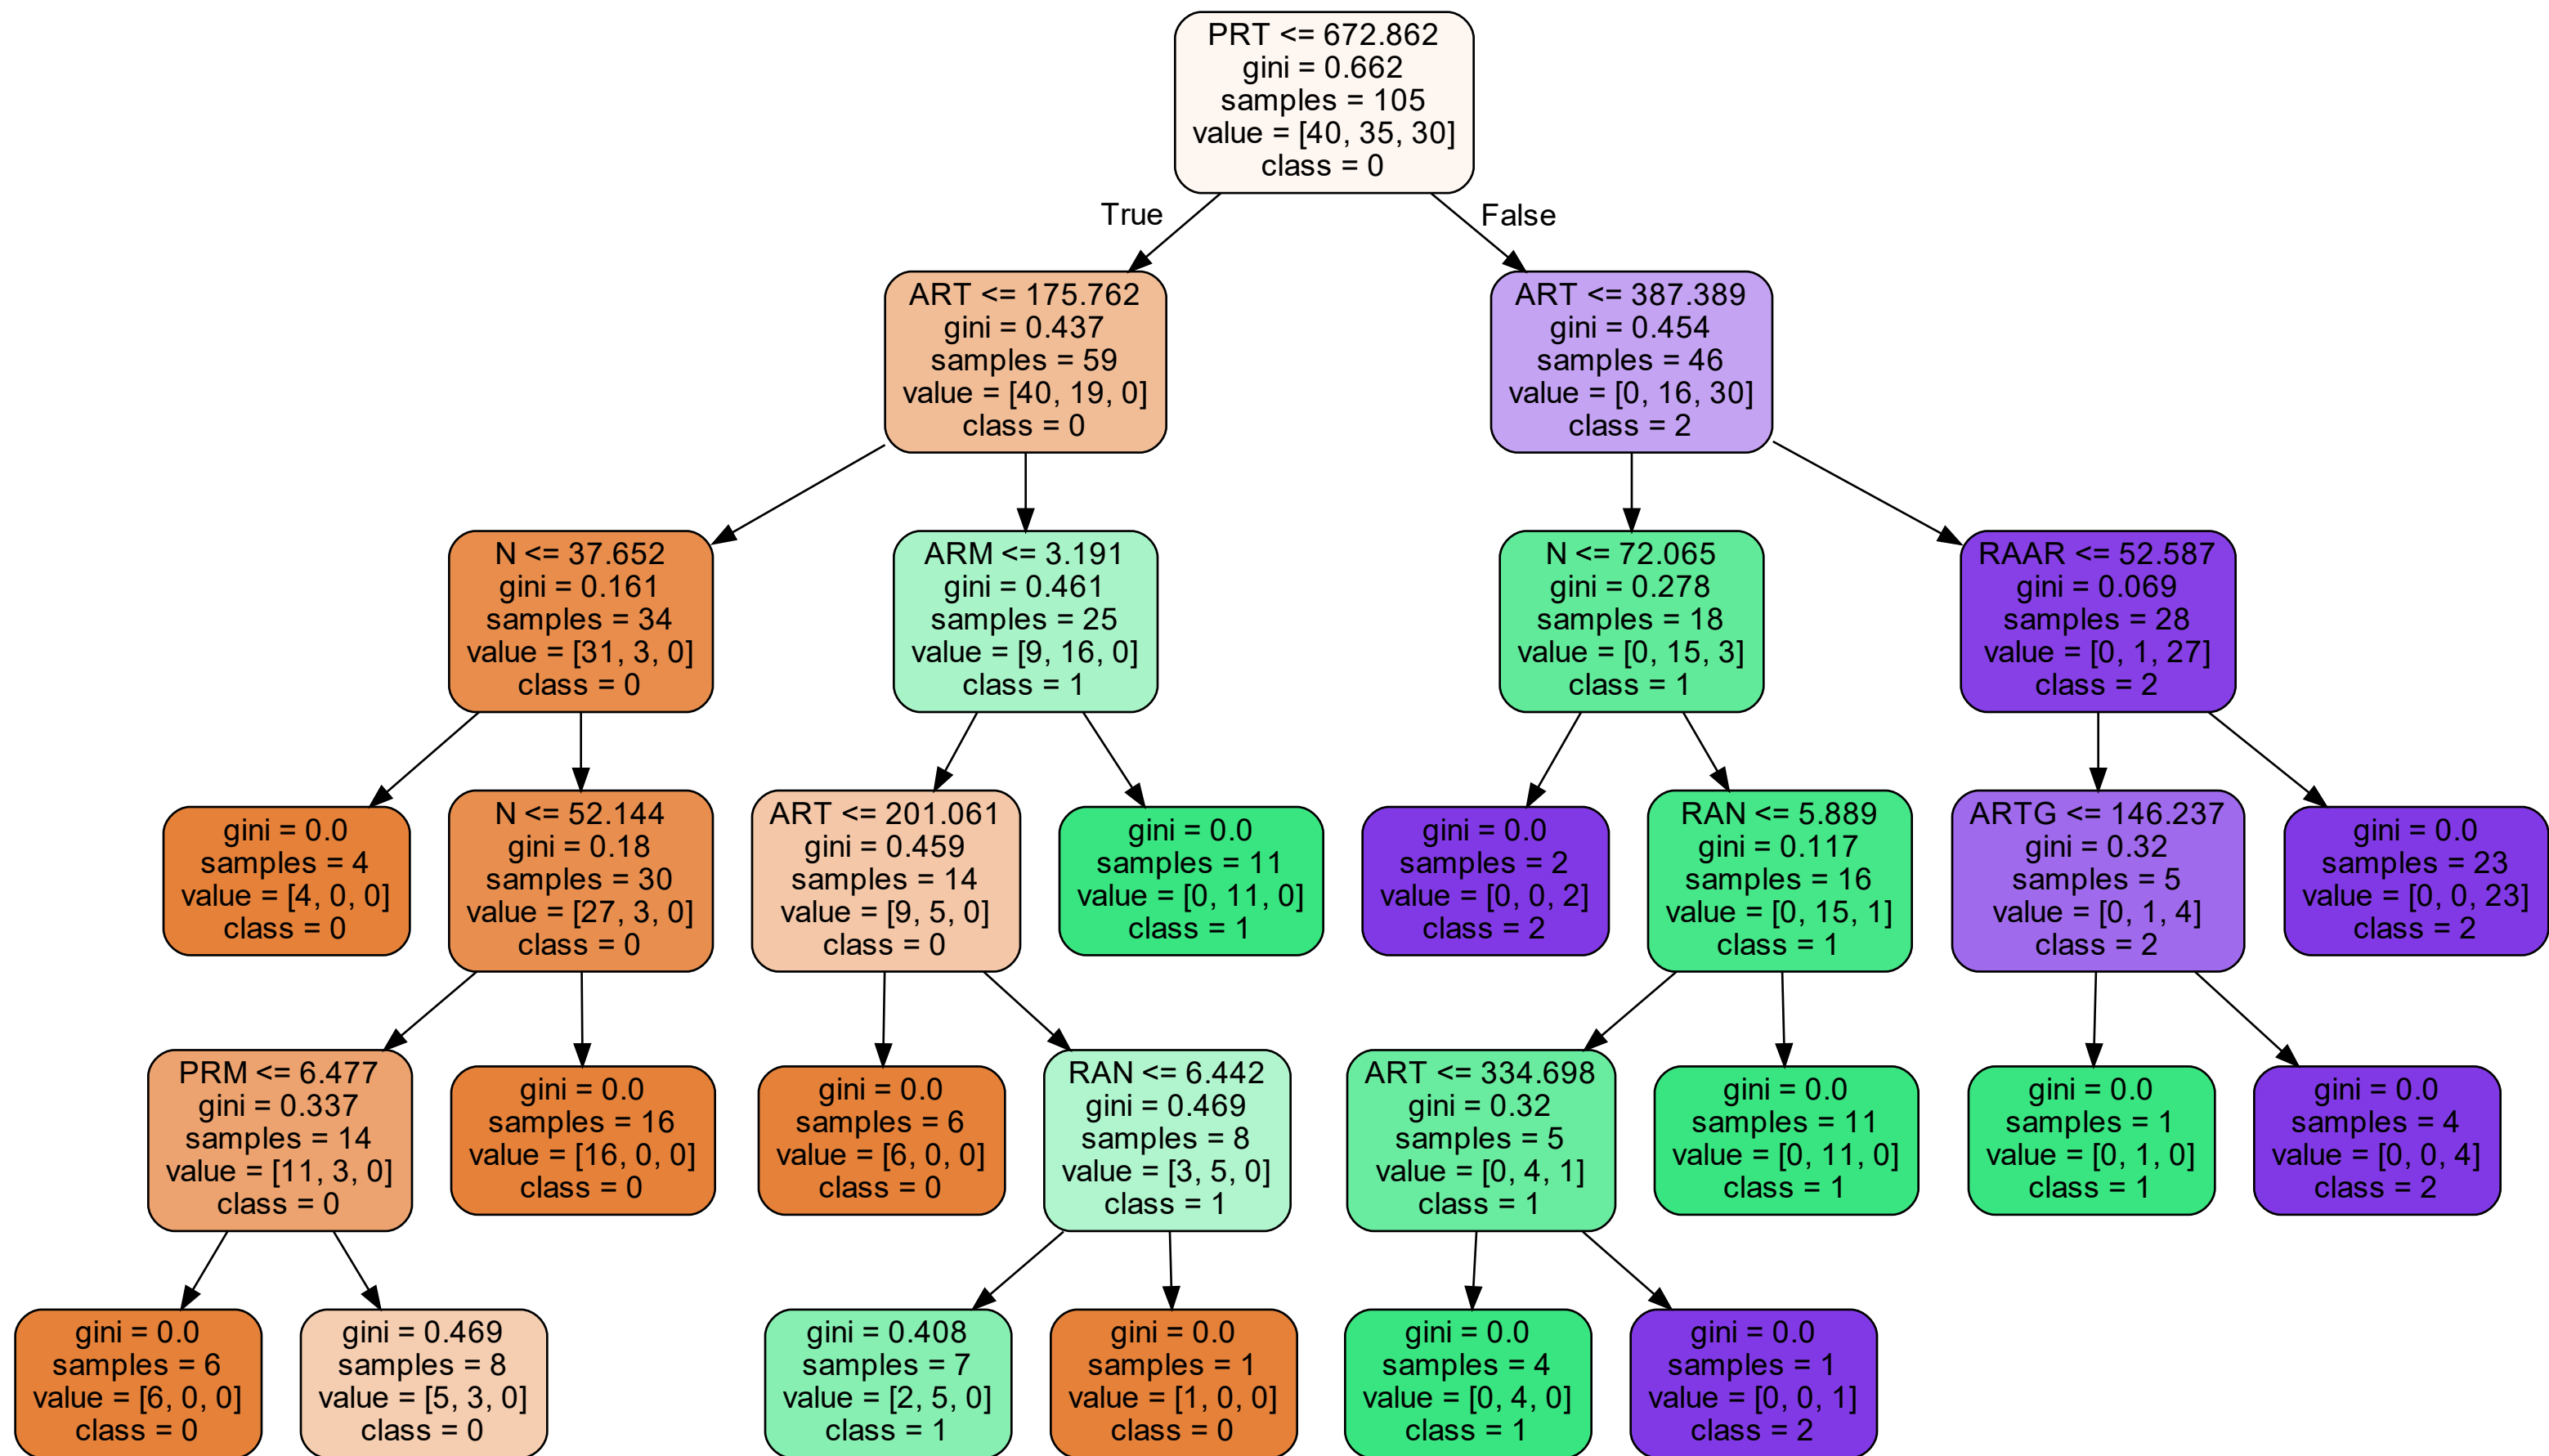 PRT <= 672.862
gini = 0.662
samples = 105
value = [40, 35, 30]
class = 0
True
False
ART <= 175.762
gini = 0.437
samples = 59
value = [40, 19, 0]
class = 0
ART <= 387.389
gini = 0.454
samples = 46
value = [0, 16, 30]
class = 2
N <= 37.652
gini = 0.161
samples = 34
value = [31, 3, 0]
class = 0
ARM <= 3.191
gini = 0.461
samples = 25
value = [9, 16, 0]
class = 1
N <= 72.065
gini = 0.278
samples = 18
value = [0, 15, 3]
class = 1
RAAR <= 52.587
gini = 0.069
samples = 28
value = [0, 1, 27]
class = 2
gini = 0.0
samples = 4
value = [4, 0, 0]
class = 0
N <= 52.144
gini = 0.18
samples = 30
value = [27, 3, 0]
class = 0
ART <= 201.061
gini = 0.459
samples = 14
value = [9, 5, 0]
class = 0
gini = 0.0
samples = 11
value = [0, 11, 0]
class = 1
gini = 0.0
samples = 2
value = [0, 0, 2]
class = 2
RAN <= 5.889
gini = 0.117
samples = 16
value = [0, 15, 1]
class = 1
ARTG <= 146.237
gini = 0.32
samples = 5
value = [0, 1, 4]
class = 2
gini = 0.0
samples = 23
value = [0, 0, 23]
class = 2
PRM <= 6.477
gini = 0.337
samples = 14
value = [11, 3, 0]
class = 0
gini = 0.0
samples = 16
value = [16, 0, 0]
class = 0
gini = 0.0
samples = 6
value = [6, 0, 0]
class = 0
RAN <= 6.442
gini = 0.469
samples = 8
value = [3, 5, 0]
class = 1
ART <= 334.698
gini = 0.32
samples = 5
value = [0, 4, 1]
class = 1
gini = 0.0
samples = 11
value = [0, 11, 0]
class = 1
gini = 0.0
samples = 1
value = [0, 1, 0]
class = 1
gini = 0.0
samples = 4
value = [0, 0, 4]
class = 2
gini = 0.0
samples = 6
value = [6, 0, 0]
class = 0
gini = 0.469
samples = 8
value = [5, 3, 0]
class = 0
gini = 0.408
samples = 7
value = [2, 5, 0]
class = 1
gini = 0.0
samples = 1
value = [1, 0, 0]
class = 0
gini = 0.0
samples = 4
value = [0, 4, 0]
class = 1
gini = 0.0
samples = 1
value = [0, 0, 1]
class = 2